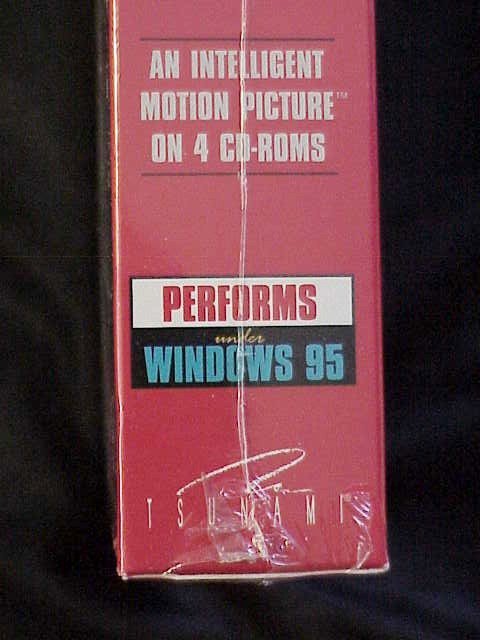 AN INTELLIGENT
MOTION PICTURE™
ON 4 CD-ROMS
PERFORMS
under
WINDOWS 95
TSUNAMI